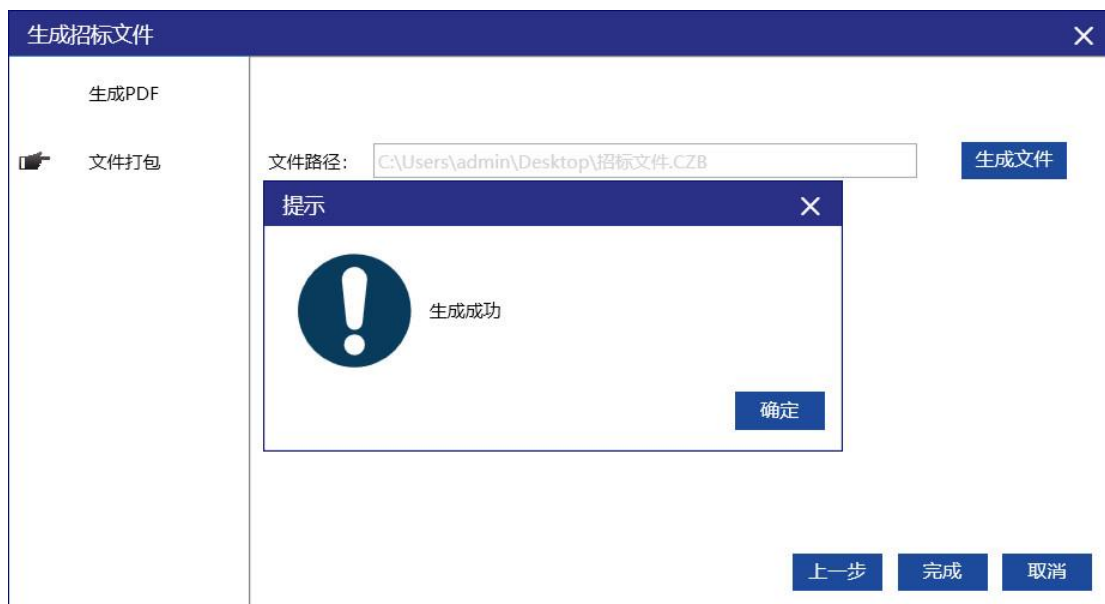 生成招标文件
生成PDF
文件打包
文件路径：
C:\Users\admin\Desktop\招标文件.CZB
生成文件
提示
生成成功
确定
上一步
完成
取消